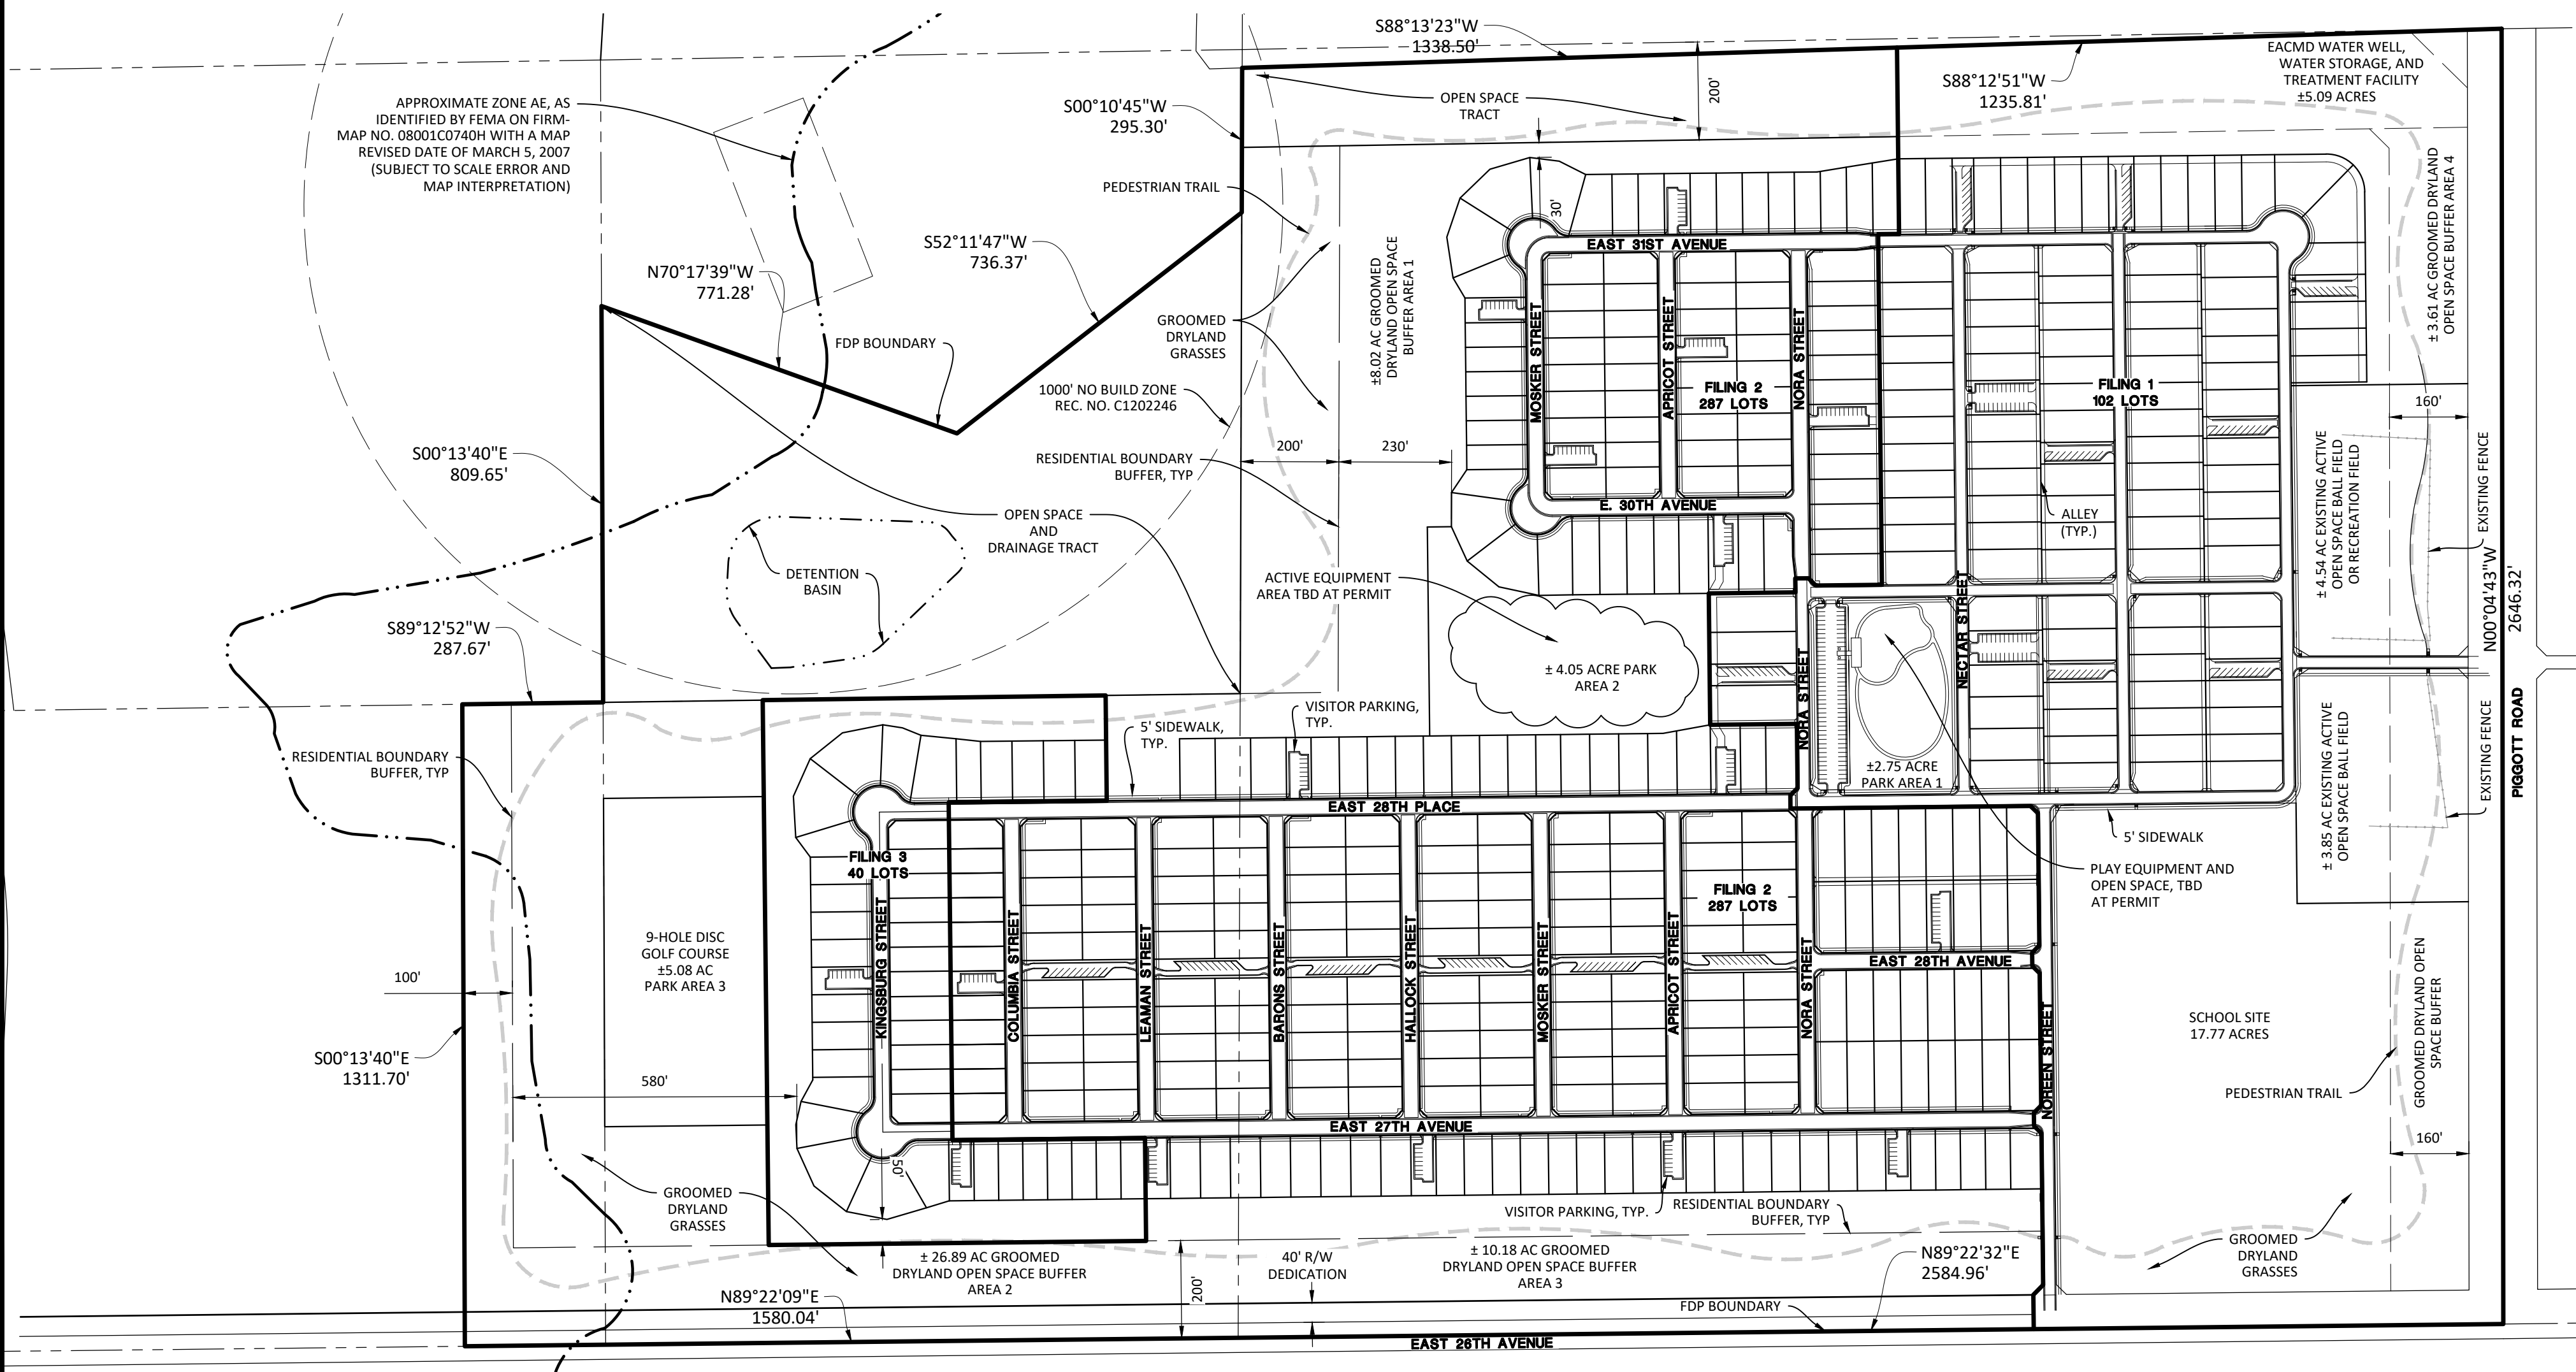 S88°13'23"W
1338.50'
EACMD WATER WELL,
WATER STORAGE, AND
TREATMENT FACILITY
±5.09 ACRES
S88°12'51"W
1235.81'
200'
OPEN SPACE
TRACT
S00°10'45"W
295.30'
APPROXIMATE ZONE AE, AS
IDENTIFIED BY FEMA ON FIRM-
MAP NO. 08001C0740H WITH A MAP
REVISED DATE OF MARCH 5, 2007
(SUBJECT TO SCALE ERROR AND
MAP INTERPRETATION)
PEDESTRIAN TRAIL
30'
± 3.61 AC GROOMED DRYLAND
OPEN SPACE BUFFER AREA 4
S52°11'47"W
736.37'
N70°17'39"W
771.28'
EAST 31ST AVENUE
±8.02 AC GROOMED
DRYLAND OPEN SPACE
BUFFER AREA 1
GROOMED
DRYLAND
GRASSES
FDP BOUNDARY
MOSKER STREET
APRICOT STREET
NORA STREET
FILING 2
287 LOTS
FILING 1
102 LOTS
1000' NO BUILD ZONE
REC. NO. C1202246
160'
200'
230'
S00°13'40"E
809.65'
RESIDENTIAL BOUNDARY
BUFFER, TYP
± 4.54 AC EXISTING ACTIVE
OPEN SPACE BALL FIELD
OR RECREATION FIELD
EXISTING FENCE
E. 30TH AVENUE
OPEN SPACE
AND
DRAINAGE TRACT
ALLEY
(TYP.)
DETENTION
BASIN
ACTIVE EQUIPMENT
AREA TBD AT PERMIT
NECTAR STREET
N00°04'43"W
2646.32'
S89°12'52"W
287.67'
± 4.05 ACRE PARK
AREA 2
NORA STREET
PIGGOTT ROAD
VISITOR PARKING,
TYP.
5' SIDEWALK,
TYP.
RESIDENTIAL BOUNDARY
BUFFER, TYP
±2.75 ACRE
PARK AREA 1
± 3.85 AC EXISTING ACTIVE
OPEN SPACE BALL FIELD
EXISTING FENCE
EAST 28TH PLACE
5' SIDEWALK
FILING 3
40 LOTS
FILING 2
287 LOTS
PLAY EQUIPMENT AND
OPEN SPACE, TBD
AT PERMIT
9-HOLE DISC
GOLF COURSE
±5.08 AC
PARK AREA 3
100'
KINGSBURG STREET
COLUMBIA STREET
LEAMAN STREET
BARONS STREET
HALLOCK STREET
MOSKER STREET
APRICOT STREET
NORA STREET
EAST 28TH AVENUE
NOREEN STREET
SCHOOL SITE
17.77 ACRES
GROOMED DRYLAND OPEN
SPACE BUFFER
S00°13'40"E
1311.70'
580'
PEDESTRIAN TRAIL
EAST 27TH AVENUE
160'
50'
GROOMED
DRYLAND
GRASSES
VISITOR PARKING, TYP.
RESIDENTIAL BOUNDARY
BUFFER, TYP
± 26.89 AC GROOMED
DRYLAND OPEN SPACE BUFFER
AREA 2
40' R/W
DEDICATION
± 10.18 AC GROOMED
DRYLAND OPEN SPACE BUFFER
AREA 3
N89°22'32"E
2584.96'
GROOMED
DRYLAND
GRASSES
200'
N89°22'09"E
1580.04'
FDP BOUNDARY
EAST 26TH AVENUE